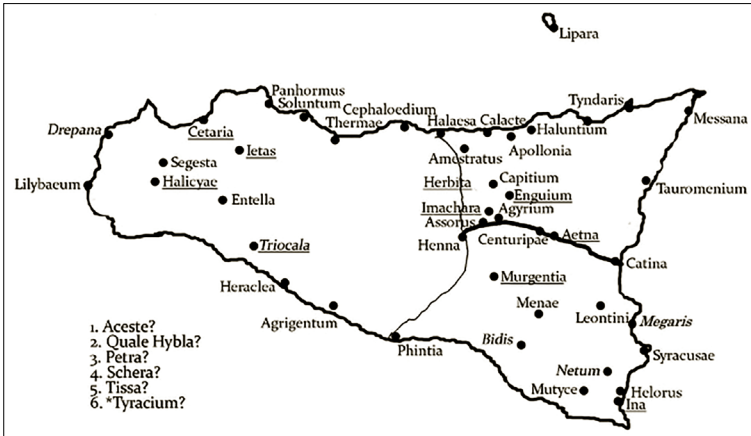 Lipara
Panhormus
Soluntum
Cephaloedium
Tyndaris
Drepana
Cetaria
Thermae
Halaesa
Calacte
Haluntium
Messana
Ietas
Amestratus
Apollonia
Segesta
Lilybaeum
Halicyae
Herbita
Capitium
Tauromenium
Entella
Enguium
Imachara
Agyrium
Assorus
Triocala
Henna
Centuripae
Aetna
Catina
Heraclea
Murgentia
Agrigentum
Menae
Leontini
Megaris
Phintia
Bidis
Syracusae
Netum
Mutyce
Helorus
Ina
1. Aceste?
2. Quale Hybla?
3. Petra?
4. Schera?
5. Tissa?
6. *Tyracium?